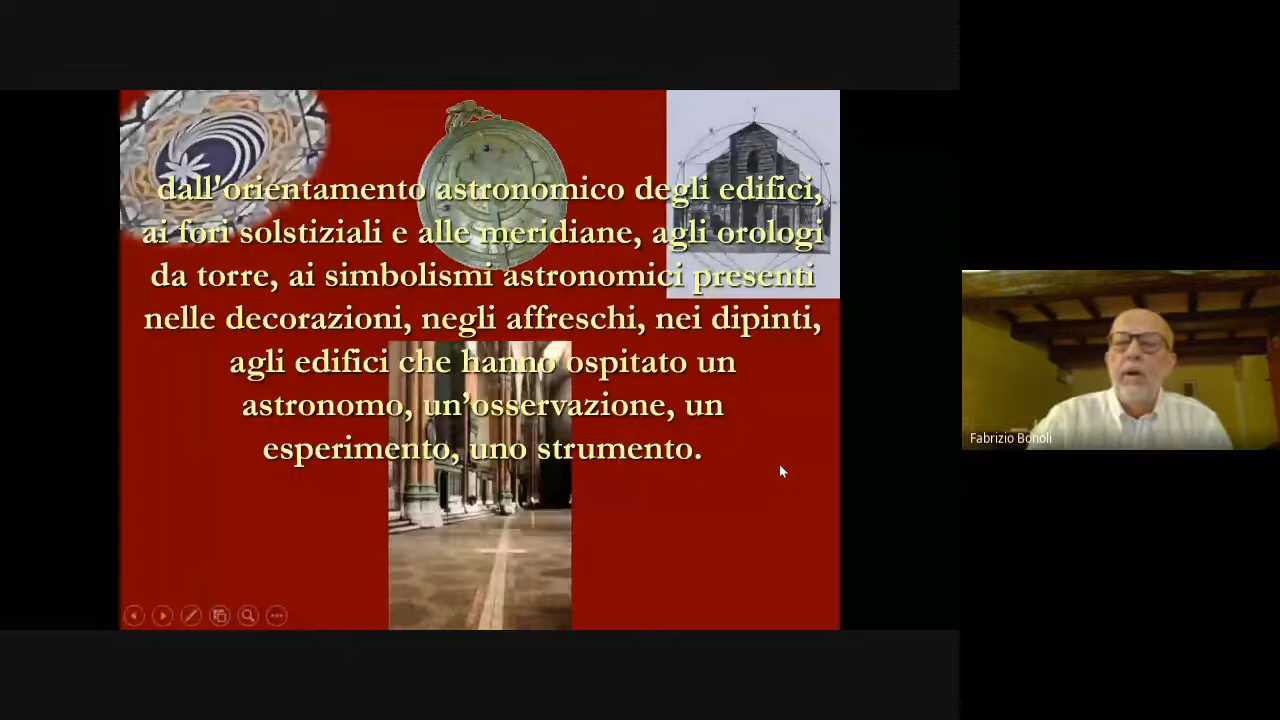 dall'orientamento astronomico degli edifici,
ai fori solstiziali e alle meridiane, agli orologi
da torre, ai simbolismi astronomici presenti
nelle decorazioni, negli affreschi, nei dipinti,
agli edifici che hanno ospitato un
astronomo, un’osservazione, un
esperimento, uno strumento.
Fabrizio Bonoli